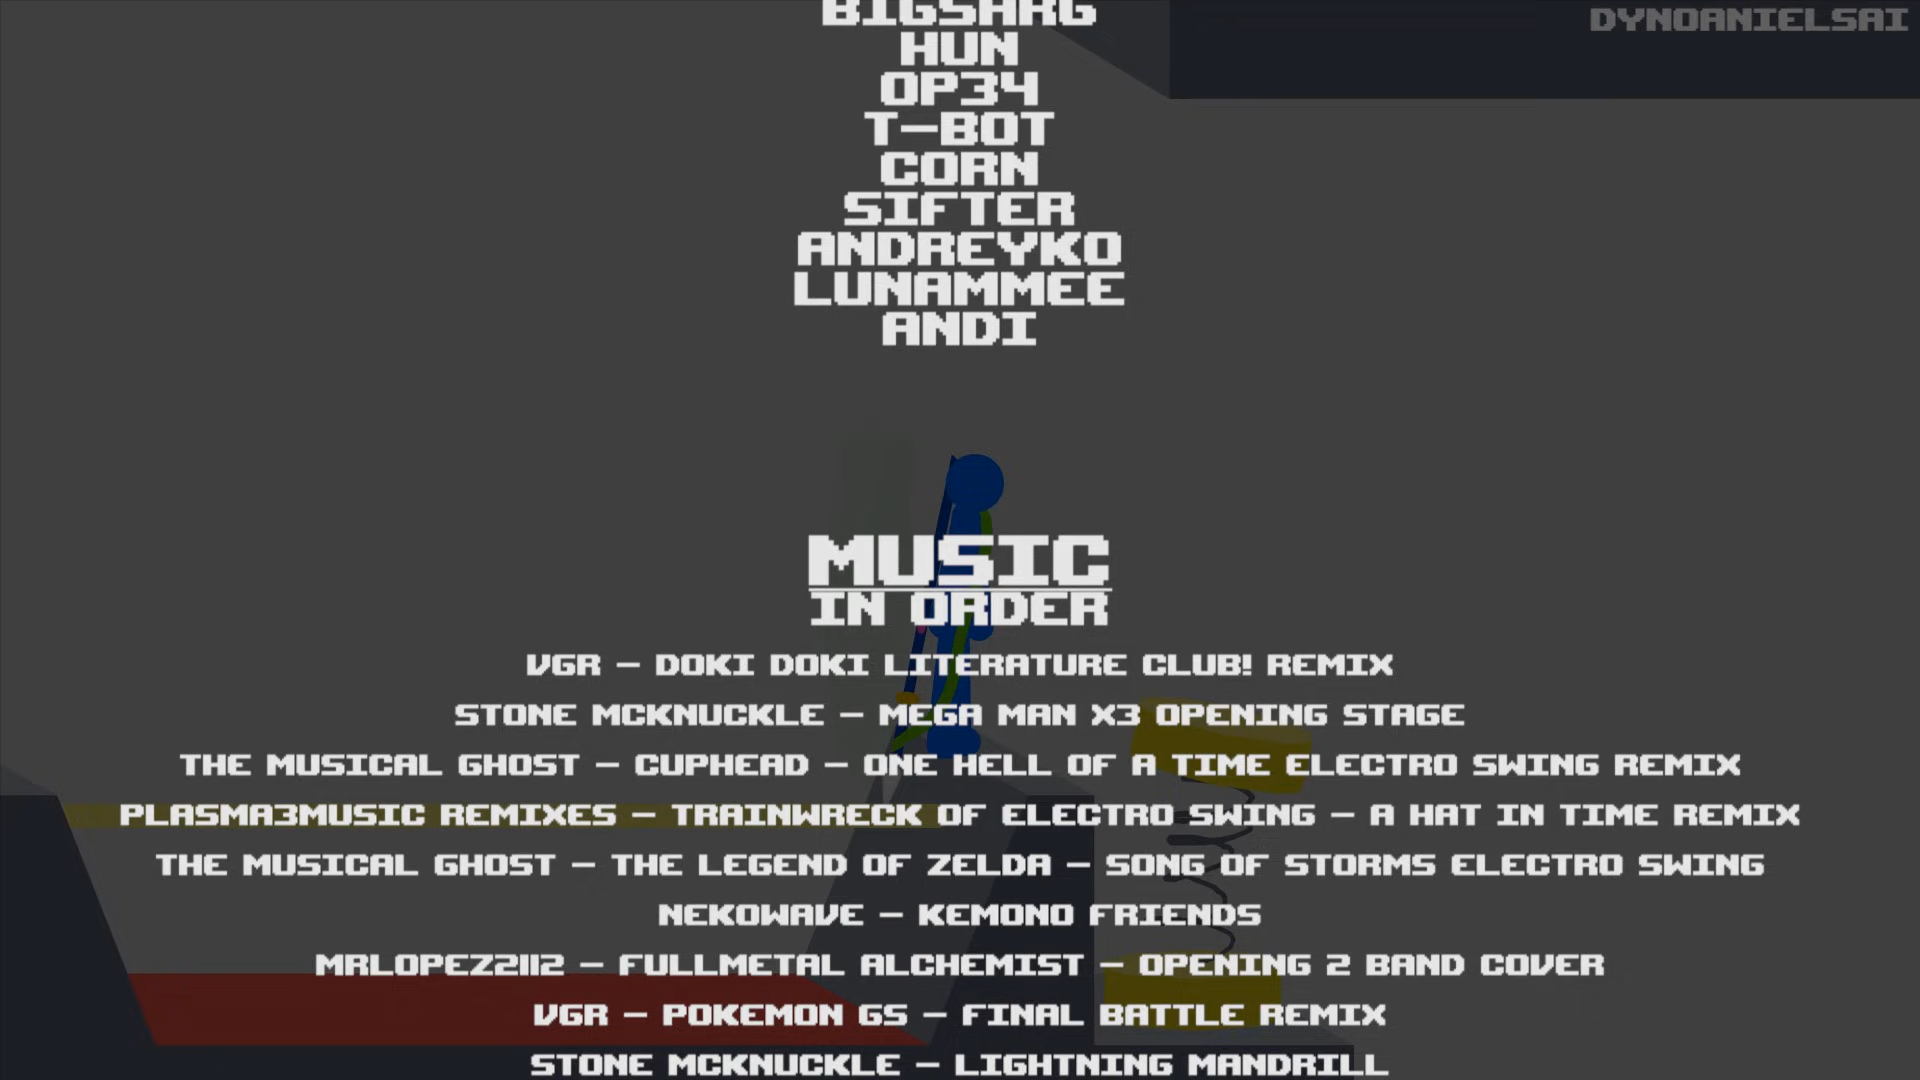 BIGSARG
DYNOANIELSAI
HUN
OP34
T-BOT
CORN
SIFTER
ANDREYKO
LUNAMMEE
ANDI
MUSIC
IN ORDER
VGR - DOKI DOKI LITERATURE CLUB! REMIX
STONE MCKNUCKLE - MEGA MAN X3 OPENING STAGE
THE MUSICAL GHOST - CUPHEAD - ONE HELL OF A TIME ELECTRO SWING REMIX
PLASMA3MUSIC REMIXES - TRAINWRECK OF ELECTRO SWING - A HAT IN TIME REMIX
THE MUSICAL GHOST - THE LEGEND OF ZELDA - SONG OF STORMS ELECTRO SWING
NEKOWAVE - KEMONO FRIENDS
MRLOPEZ2112 - FULLMETAL ALCHEMIST - OPENING 2 BAND COVER
VGR - POKEMON GS - FINAL BATTLE REMIX
STONE MCKNUCKLE - LIGHTNING MANDRILL